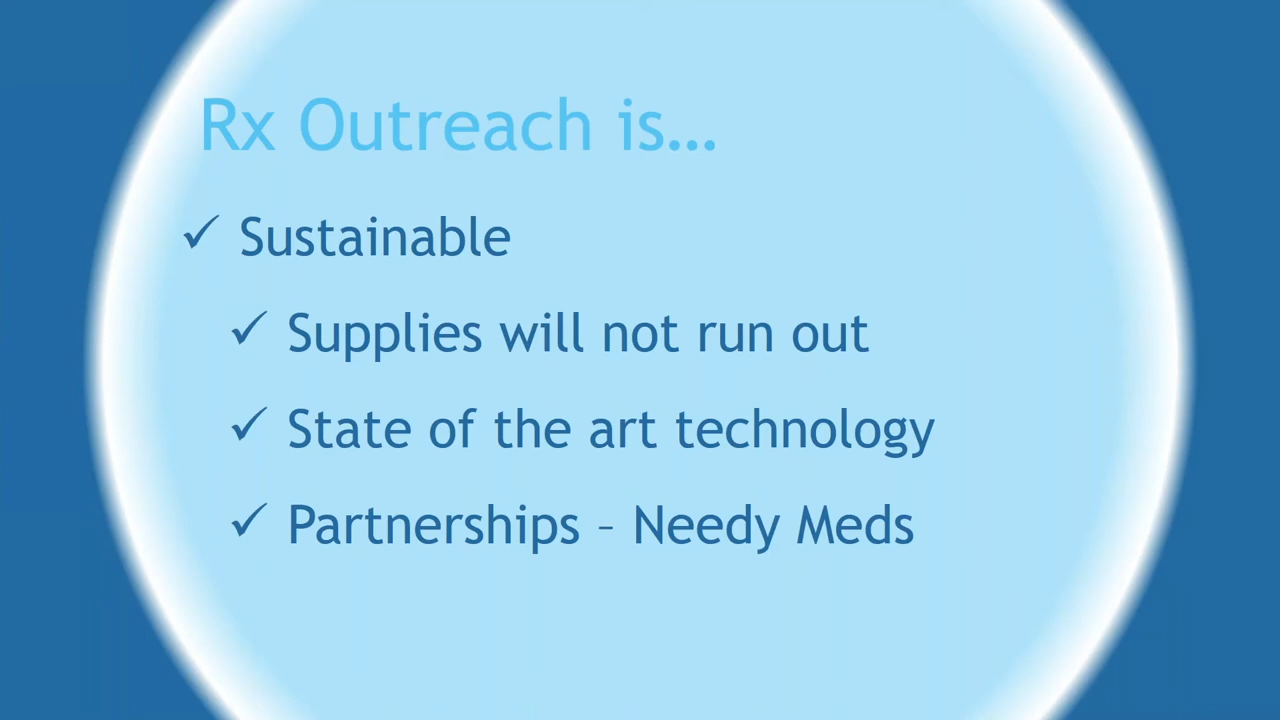 Rx Outreach is…
✓ Sustainable
✓ Supplies will not run out
✓ State of the art technology
✓ Partnerships – Needy Meds